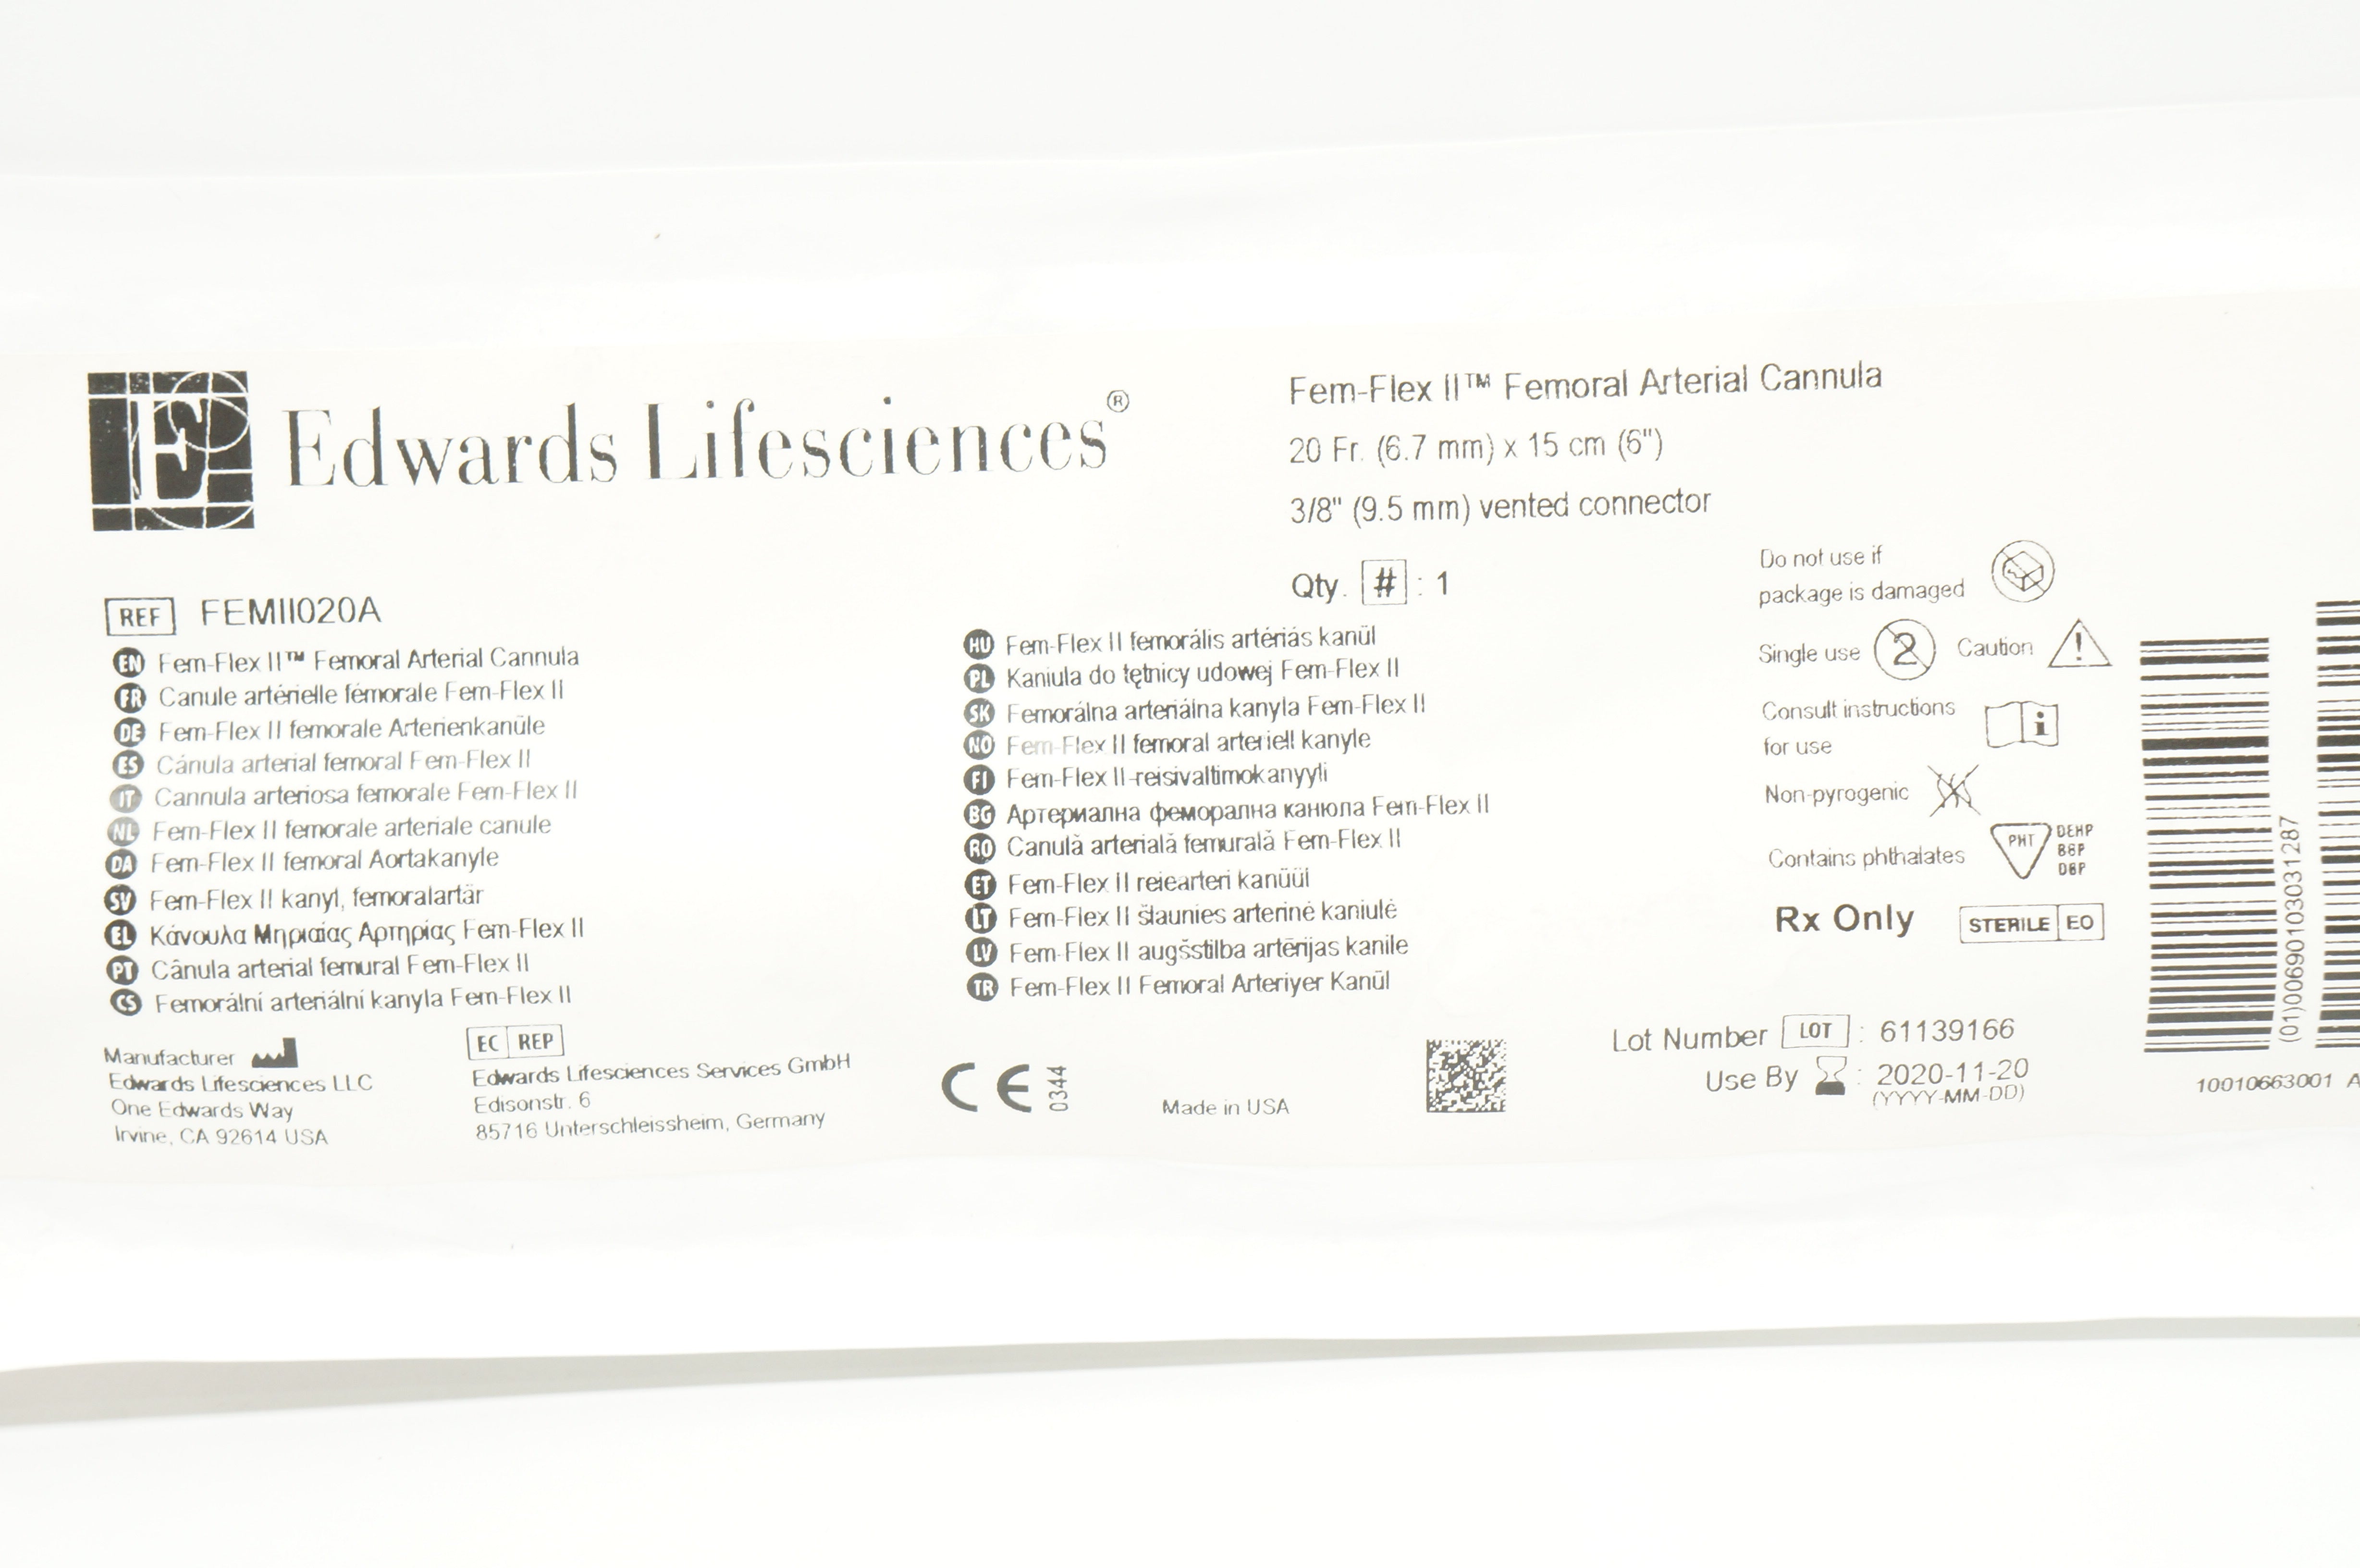 Edwards Lifesciences®
Fem-Flex II™ Femoral Arterial Cannula
20 Fr. (6.7 mm) x 15 cm (6")
3/8" (9.5 mm) vented connector
Qty. # : 1
REF FEMII020A
EN Fem-Flex II™ Femoral Arterial Cannula
FR Canule artérielle fémorale Fem-Flex II
DE Fem-Flex II femorale Arterienkanüle
ES Cánula arterial femoral Fem-Flex II
IT Cannula arteriosa femorale Fem-Flex II
NL Fem-Flex II femorale arteriale canule
DA Fem-Flex II femoral Aortakanyle
SV Fem-Flex II kanyl, femoralartär
EL Κάνουλα Μηριαίας Αρτηρίας Fem-Flex II
PT Cânula arterial femural Fem-Flex II
CS Femorální arteriální kanyla Fem-Flex II
HU Fem-Flex II femorális artériás kanül
PL Kaniula do tętnicy udowej Fem-Flex II
SK Femorálna arteriálna kanyla Fem-Flex II
NO Fem-Flex II femoral arteriell kanyle
FI Fem-Flex II-reisivaltimokanyyli
BG Артериална феморална канюла Fem-Flex II
RO Canulă arterială femurală Fem-Flex II
ET Fem-Flex II reiearteri kanüül
LT Fem-Flex II šlaunies arterinė kaniulė
LV Fem-Flex II augšstilba artērijas kanile
TR Fem-Flex II Femoral Arteriyer Kanül
Do not use if
package is damaged
Single use 2 Caution !
Consult instructions
for use i
Non-pyrogenic
Contains phthalates PHT DEHP
BBP
DBP
Rx Only STERILE EO
Manufacturer
Edwards Lifesciences LLC
One Edwards Way
Irvine, CA 92614 USA
EC REP
Edwards Lifesciences Services GmbH
Edisonstr. 6
85716 Unterschleissheim, Germany
CE 0344
Made in USA
Lot Number LOT : 61139166
Use By : 2020-11-20
(YYYY-MM-DD)
(01)00690103031287
10010663001 A